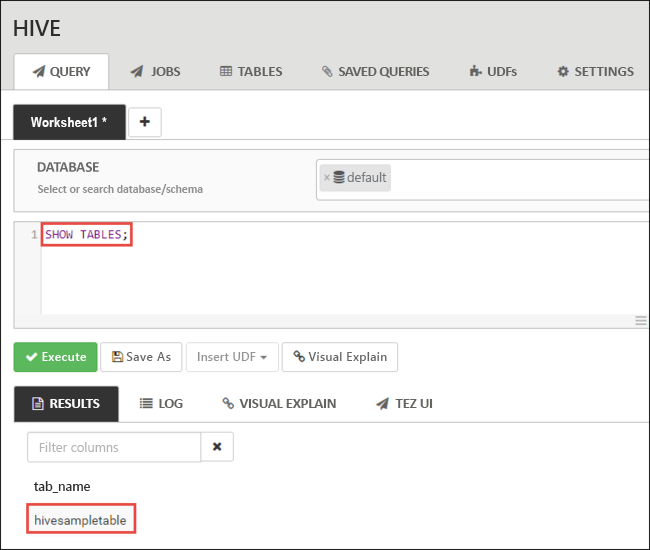 HIVE
QUERY JOBS TABLES SAVED QUERIES UDFs SETTINGS
Worksheet1 * +
DATABASE
Select or search database/schema
× default
1 SHOW TABLES;
Execute Save As Insert UDF Visual Explain
RESULTS LOG VISUAL EXPLAIN TEZ UI
Filter columns
tab_name
hivesampletable